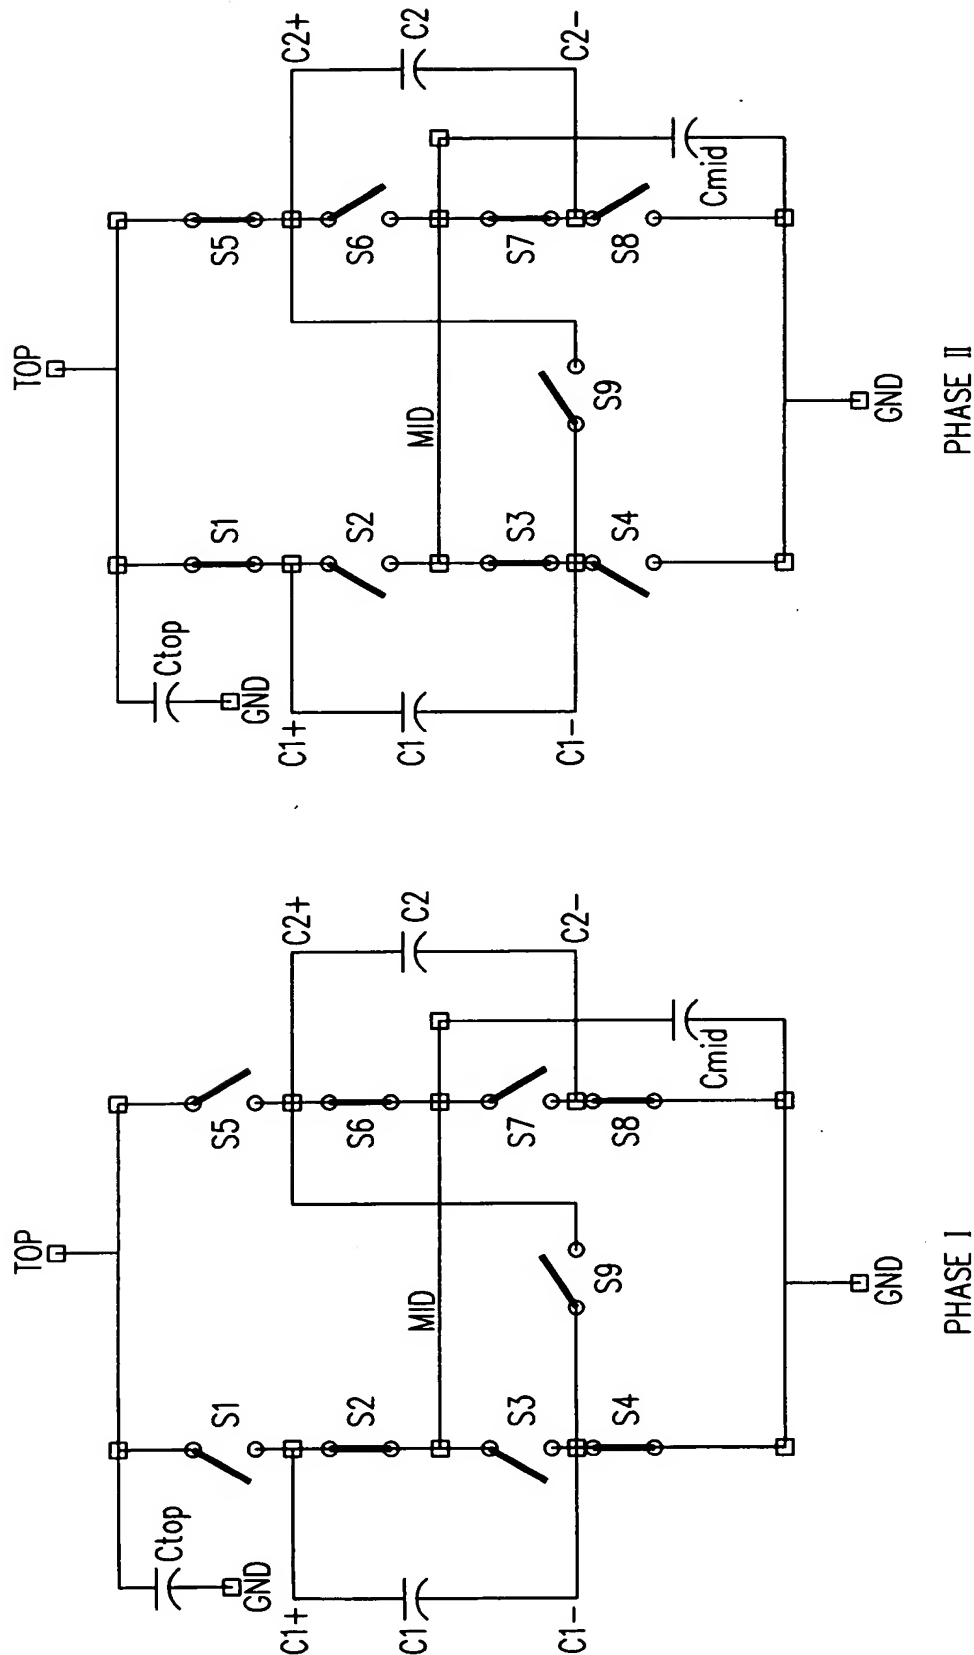 TOP
Ctop
GND
S1
S5
C1+
C2+
S2
S6
C1
C2
MID
S3
S7
C1-
C2-
S9
S4
S8
Cmid
GND
PHASE I
TOP
Ctop
GND
S1
S5
C1+
C2+
S2
S6
C1
C2
MID
S3
S7
C1-
C2-
S9
S4
S8
Cmid
GND
PHASE II